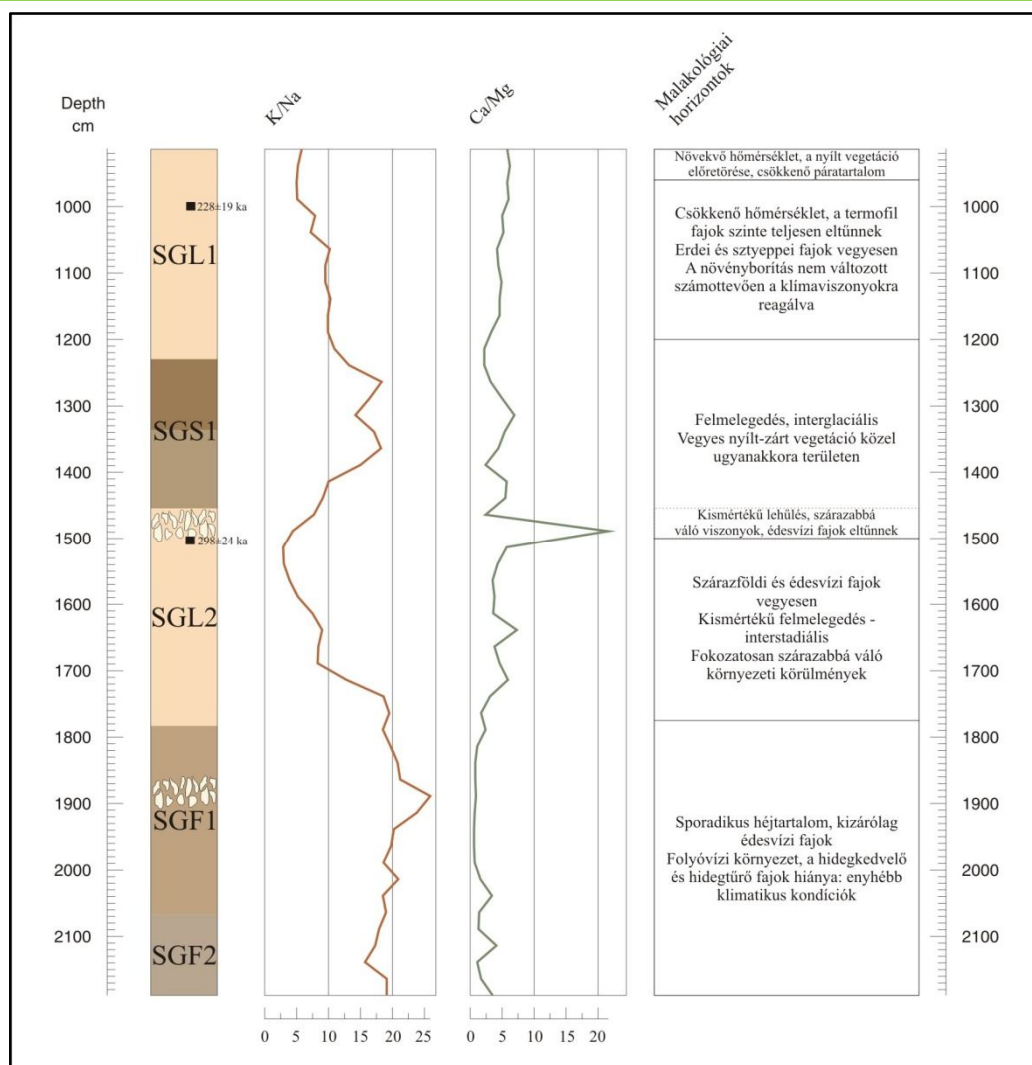 Depth
cm
K/Na
Ca/Mg
Malakológiai
horizontok
1000
1100
1200
1300
1400
1500
1600
1700
1800
1900
2000
2100
SGL1
SGS1
SGL2
SGF1
SGF2
228±19 ka
298±24 ka
Növekvő hőmérséklet, a nyílt vegetáció
előretörése, csökkenő páratartalom
Csökkenő hőmérséklet, a termofil
fajok szinte teljesen eltűnnek
Erdei és sztyeppei fajok vegyesen
A növényborítás nem változott
számottevően a klímaviszonyokra
reagálva
Felmelegedés, interglaciális
Vegyes nyílt-zárt vegetáció közel
ugyanakkora területen
Kismértékű lehűlés, szárazabbá
váló viszonyok, édesvízi fajok eltűnnek
Szárazföldi és édesvízi fajok
vegyesen
Kismértékű felmelegedés -
interstadiális
Fokozatosan szárazabbá váló
környezeti körülmények
Sporadikus héjtartalom, kizárólag
édesvízi fajok
Folyóvízi környezet, a hidegkedvelő
és hidegtűrő fajok hiánya: enyhébb
klimatikus kondíciók
1000
1100
1200
1300
1400
1500
1600
1700
1800
1900
2000
2100
0 5 10 15 20 25
0 5 10 15 20